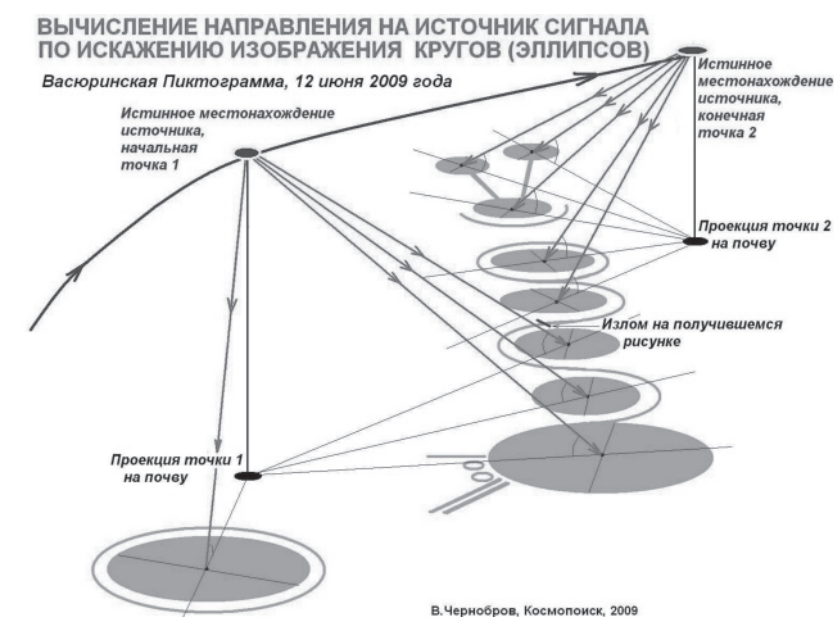 ВЫЧИСЛЕНИЕ НАПРАВЛЕНИЯ НА ИСТОЧНИК СИГНАЛА
ПО ИСКАЖЕНИЮ ИЗОБРАЖЕНИЯ КРУГОВ (ЭЛЛИПСОВ)
Васюринская Пиктограмма, 12 июня 2009 года
Истинное местонахождение
источника,
начальная
точка 1
Истинное
местонахождение
источника,
конечная
точка 2
Проекция точки 2
на почву
Излом на получившемся
рисунке
Проекция точки 1
на почву
В.Чернобров, Космопоиск, 2009